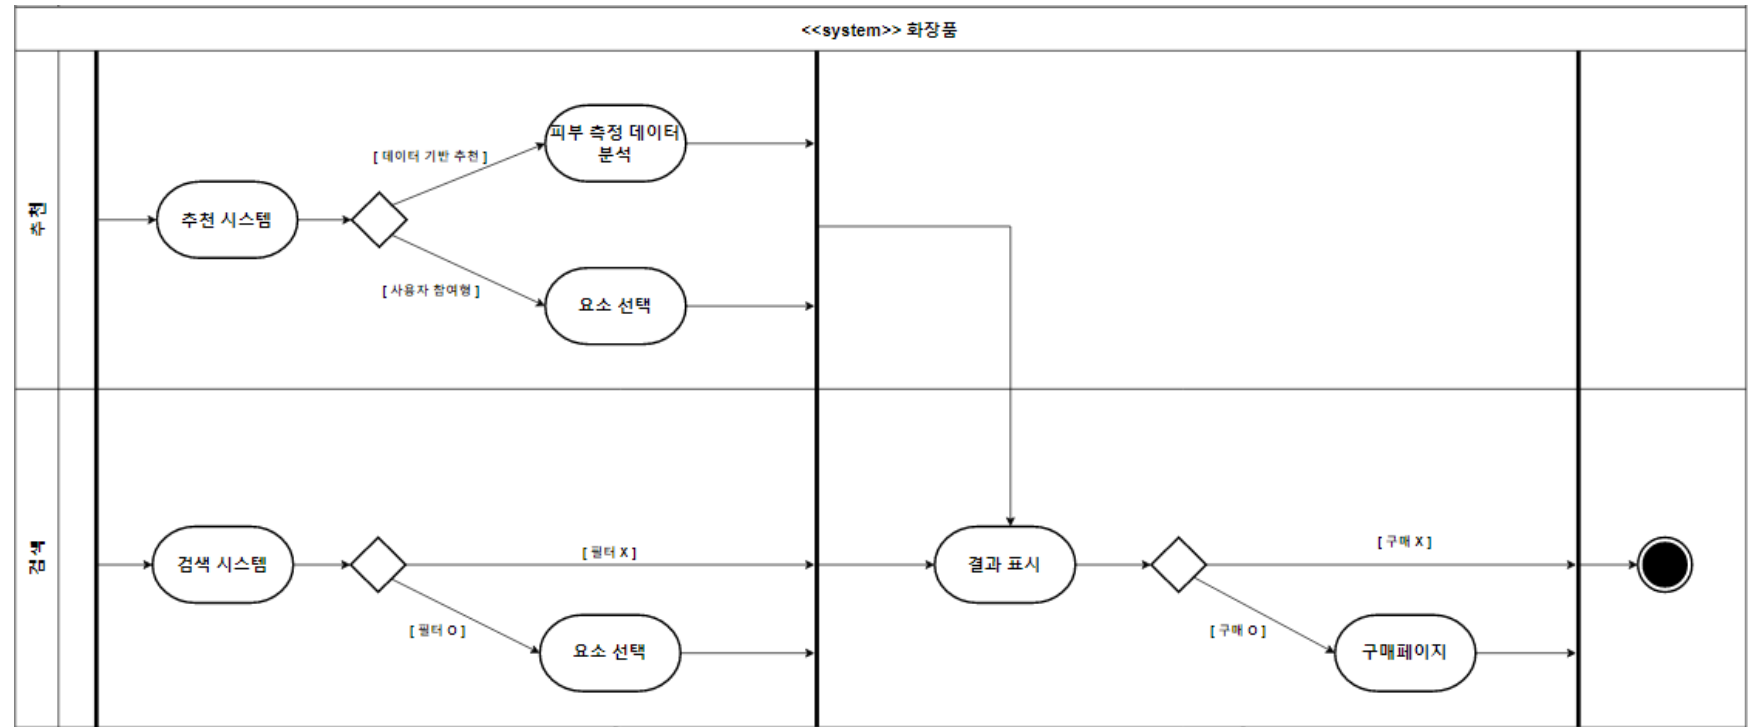 <<system>> 화장품
추천
추천 시스템
[ 데이터 기반 추천 ]
피부 측정 데이터
분석
[ 사용자 참여형 ]
요소 선택
검색
검색 시스템
[ 필터 X ]
[ 필터 O ]
요소 선택
결과 표시
[ 구매 X ]
[ 구매 O ]
구매페이지